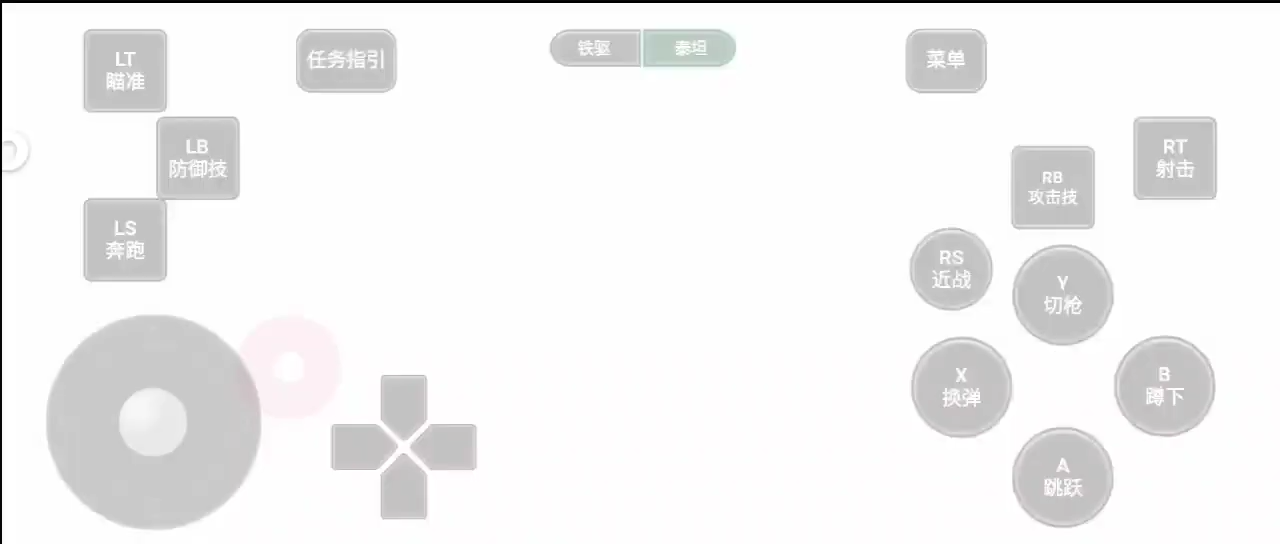 LT
瞄准
任务指引
铁驱
泰坦
菜单
LB
防御技
RT
射击
RB
攻击技
LS
奔跑
RS
近战
Y
切枪
X
换弹
B
蹲下
A
跳跃